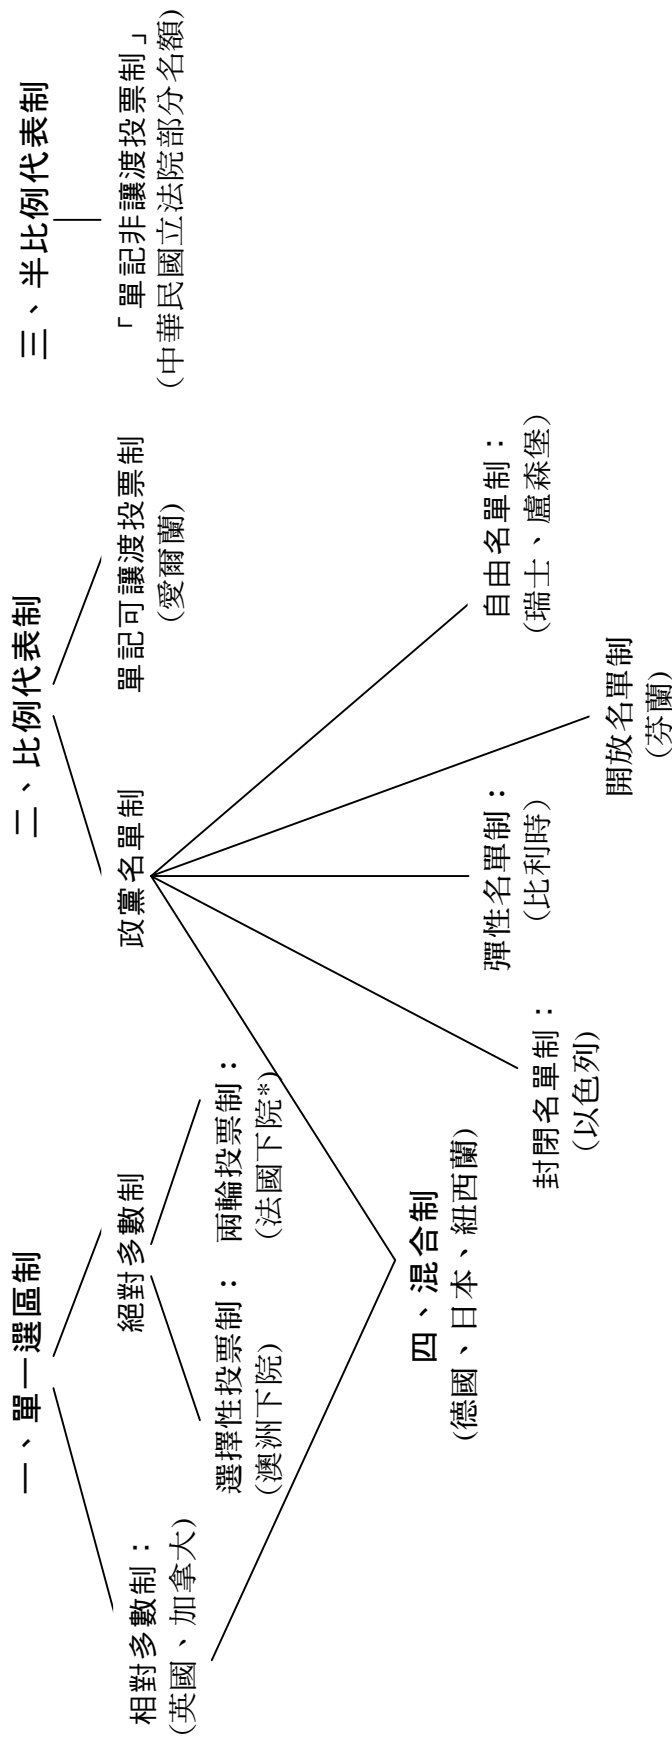 一、單一選區制
相對多數制：
(英國、加拿大)
絕對多數制
選擇性投票制：
(澳洲下院)
兩輪投票制：
(法國下院*)
二、比例代表制
政黨名單制
單記可讓渡投票制
(愛爾蘭)
封閉名單制：
(以色列)
彈性名單制：
(比利時)
開放名單制
(芬蘭)
自由名單制：
(瑞士、盧森堡)
三、半比例代表制
「單記非讓渡投票制」
(中華民國立法院部分名額)
四、混合制
(德國、日本、紐西蘭)